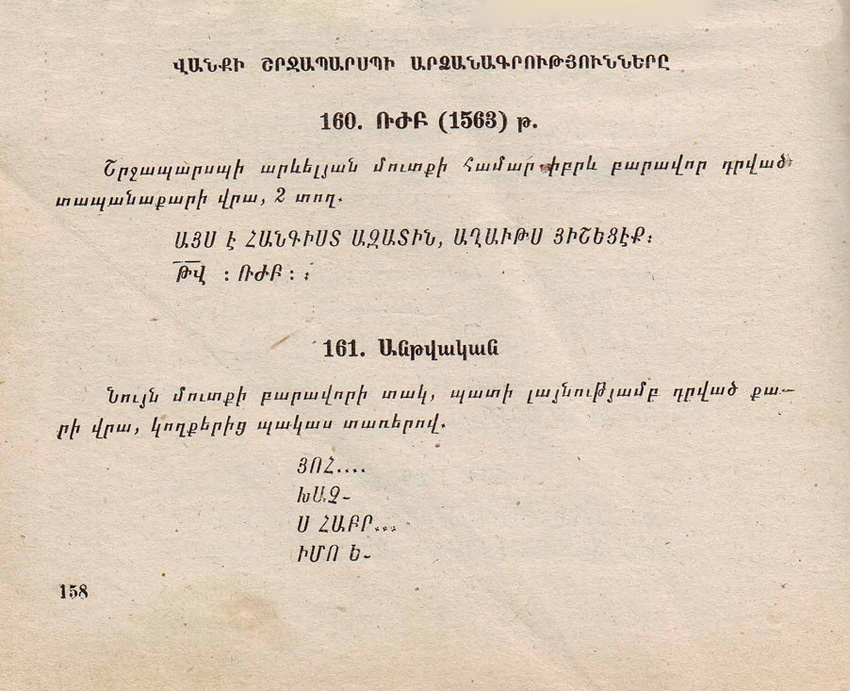 ՎԱՆՔԻ ՇՐՋԱՊԱՐՍՊԻ ԱՐՁԱՆԱԳՐՈՒԹՅՈՒՆՆԵՐԸ
160. ՌԺԲ (1563) թ.
Շրջապարսպի արևելյան մուտքի համար իբրև բարավոր դրված
տապանաքարի վրա, 2 տող.
ԱՅՍ Է ՀԱՆԳԻՍՏ ԱԶԱՏԻՆ, ԱՂԱՒԹՍ ՅԻՇԵՑԷՔ։
ԹՎ : ՌԺԲ : :
161. Անթվական
Նույն մուտքի բարավորի տակ, պատի լայնությամբ դրված քա-
րի վրա, կողքերից պակաս տառերով.
ՅՈՀ....
ԽԱՉ-
Ս ՀԱԲՐ...
ԻՄՈ Ե-
158